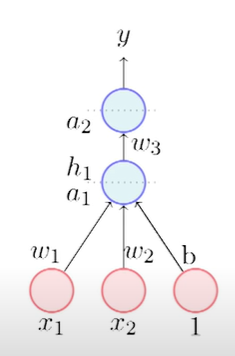 y
a₂
w₃
h₁
a₁
w₁ w₂ b
x₁ x₂ 1